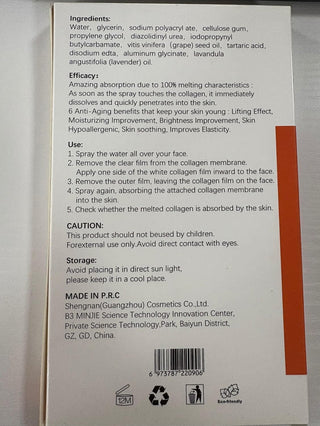 Ingredients:
Water, glycerin, sodium polyacryl ate, cellulose gum,
propylene glycol, diazolidinyl urea, iodopropynyl
butylcarbamate, vitis vinifera (grape) seed oil, tartaric acid,
disodium edta, aluminum glycinate, lavandula
angustifolia (lavender) oil.
Efficacy:
Amazing absorption due to 100% melting characteristics :
As soon as the spray touches the collagen, it immediately
dissolves and quickly penetrates into the skin.
6 Anti-Aging benefits that keep your skin young : Lifting Effect,
Moisturizing Improvement, Brightness Improvement, Skin
Hypoallergenic, Skin soothing, Improves Elasticity.
Use:
1. Spray the water all over your face.
2. Remove the clear film from the collagen membrane.
Apply one side of the white collagen film inward to the face.
3. Remove the outer film, leaving the collagen film on the face.
4. Spray again, absorbing the attached collagen membrane
into the skin.
5. Check whether the melted collagen is absorbed by the skin.
CAUTION:
This product should not beused by children.
Forexternal use only.Avoid direct contact with eyes.
Storage:
Avoid placing it in direct sun light,
please keep it in a cool place.
MADE IN P.R.C
Shengnan(Guangzhou) Cosmetics Co.,Ltd.
B3 MINJIE Science Technology Innovation Center,
Private Science Technology.Park, Baiyun District,
GZ, GD, China.
6 973787 220906
12M
Eco-friendly